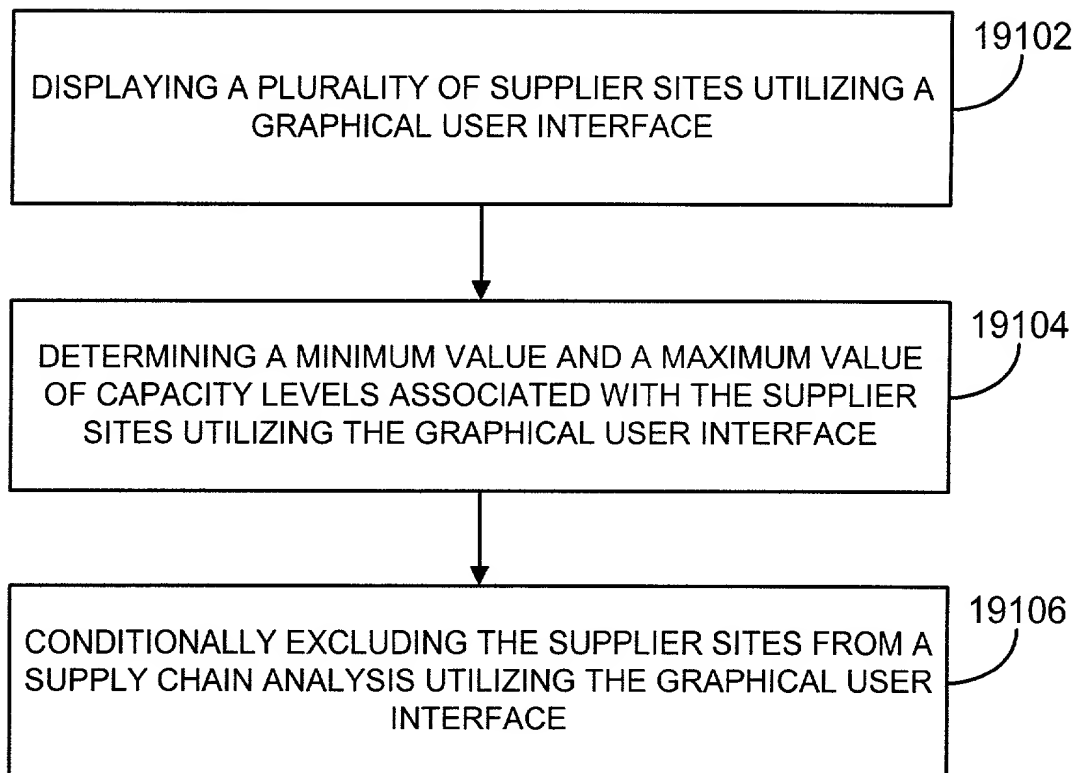 19102
DISPLAYING A PLURALITY OF SUPPLIER SITES UTILIZING A
GRAPHICAL USER INTERFACE
19104
DETERMINING A MINIMUM VALUE AND A MAXIMUM VALUE
OF CAPACITY LEVELS ASSOCIATED WITH THE SUPPLIER
SITES UTILIZING THE GRAPHICAL USER INTERFACE
19106
CONDITIONALLY EXCLUDING THE SUPPLIER SITES FROM A
SUPPLY CHAIN ANALYSIS UTILIZING THE GRAPHICAL USER
INTERFACE